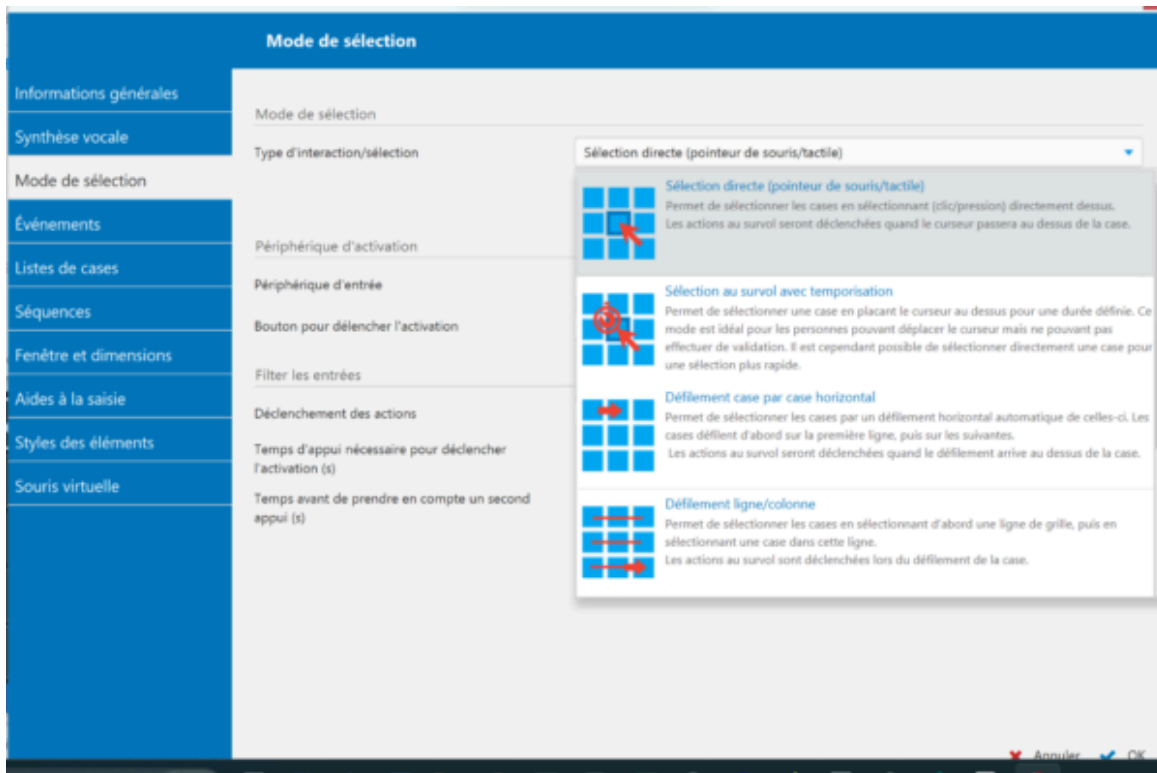 Mode de sélection
Informations générales
Synthèse vocale
Mode de sélection
Événements
Listes de cases
Séquences
Fenêtre et dimensions
Aides à la saisie
Styles des éléments
Souris virtuelle
Mode de sélection
Type d'interaction/sélection
Sélection directe (pointeur de souris/tactile)
Sélection directe (pointeur de souris/tactile)
Permet de sélectionner les cases en sélectionnant (clic/pression) directement dessus.
Les actions au survol seront déclenchées quand le curseur passera au dessus de la case.
Sélection au survol avec temporisation
Permet de sélectionner une case en placant le curseur au dessus pour une durée définie. Ce
mode est idéal pour les personnes pouvant déplacer le curseur mais ne pouvant pas
effectuer de validation. Il est cependant possible de sélectionner directement une case pour
une sélection plus rapide.
Défilement case par case horizontal
Permet de sélectionner les cases par un défilement horizontal automatique de celles-ci. Les
cases défilent d'abord sur la première ligne, puis sur les suivantes.
Les actions au survol seront déclenchées quand le défilement arrive au dessus de la case.
Défilement ligne/colonne
Permet de sélectionner les cases en sélectionnant d'abord une ligne de grille, puis en
sélectionnant une case dans cette ligne.
Les actions au survol sont déclenchées lors du défilement de la case.
Périphérique d'activation
Périphérique d'entrée
Bouton pour délencher l'activation
Filter les entrées
Déclenchement des actions
Temps d'appui nécessaire pour déclencher
l'activation (s)
Temps avant de prendre en compte un second
appui (s)
Annuler
OK